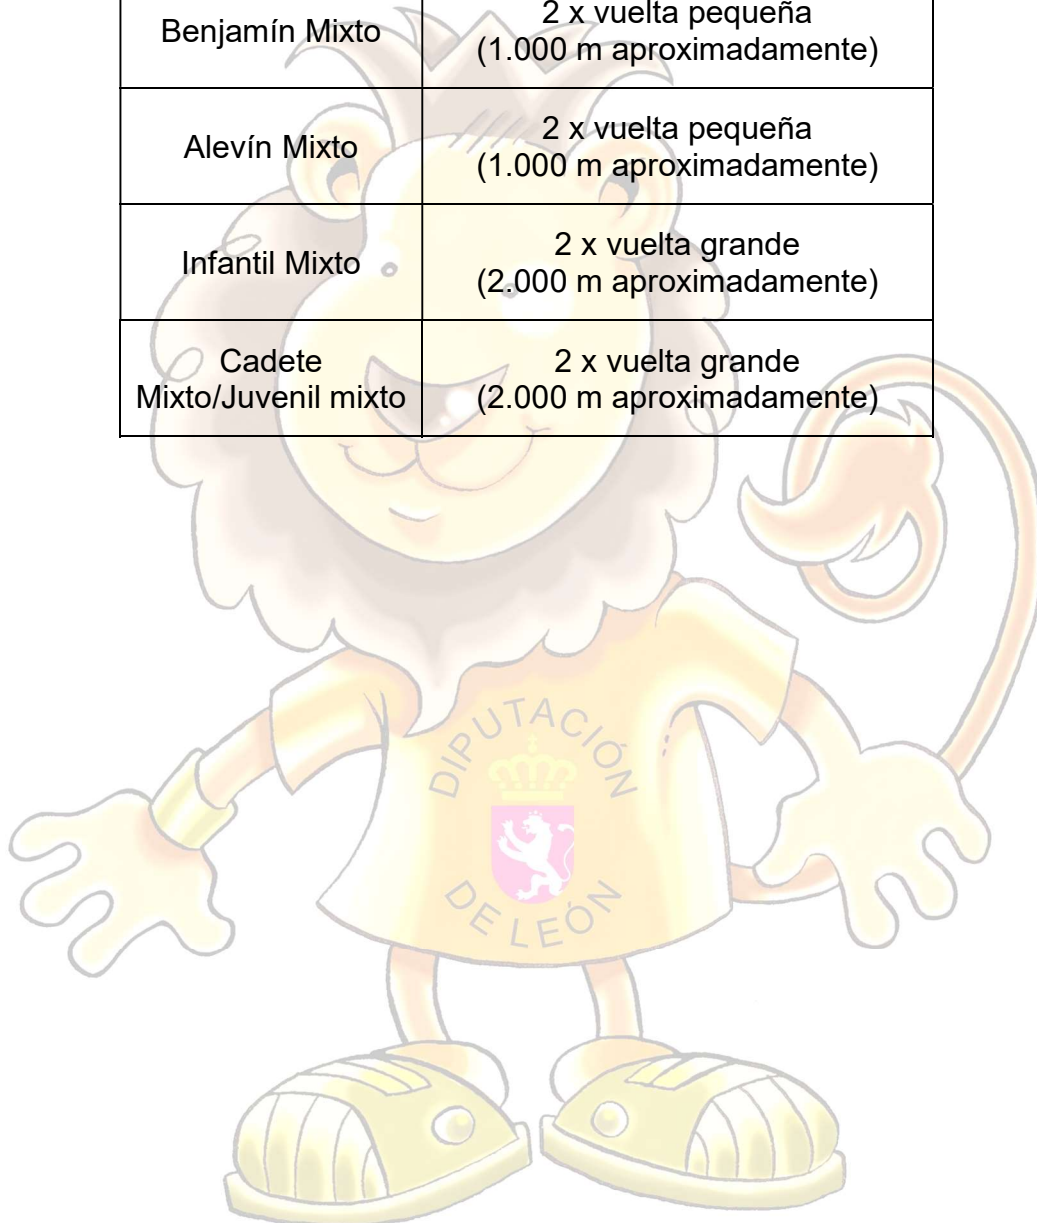 Benjamín Mixto
2 x vuelta pequeña
(1.000 m aproximadamente)
Alevín Mixto
2 x vuelta pequeña
(1.000 m aproximadamente)
Infantil Mixto
2 x vuelta grande
(2.000 m aproximadamente)
Cadete
Mixto/Juvenil mixto
2 x vuelta grande
(2.000 m aproximadamente)
DIPUTACIÓN
DE LEÓN